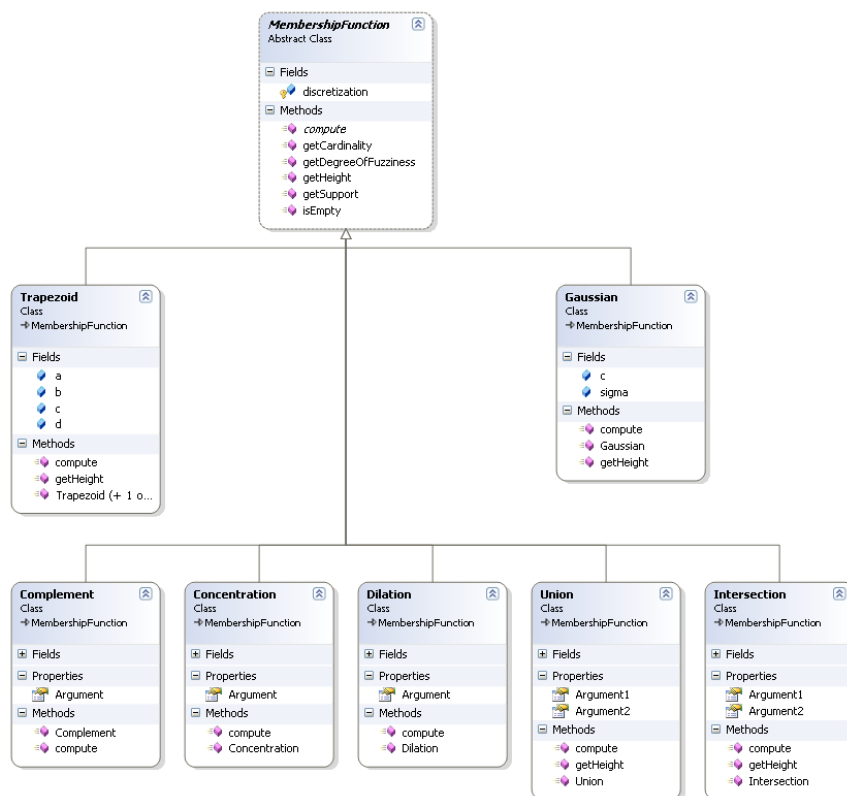 MembershipFunction
Abstract Class
Fields
discretization
Methods
compute
getCardinality
getDegreeOfFuzziness
getHeight
getSupport
isEmpty
Trapezoid
Class
MembershipFunction
Fields
a
b
c
d
Methods
compute
getHeight
Trapezoid (+ 1 o...
Gaussian
Class
MembershipFunction
Fields
c
sigma
Methods
compute
Gaussian
getHeight
Complement
Class
MembershipFunction
Fields
Properties
Argument
Methods
Complement
compute
Concentration
Class
MembershipFunction
Fields
Properties
Argument
Methods
compute
Concentration
Dilation
Class
MembershipFunction
Fields
Properties
Argument
Methods
compute
Dilation
Union
Class
MembershipFunction
Fields
Properties
Argument1
Argument2
Methods
compute
getHeight
Union
Intersection
Class
MembershipFunction
Fields
Properties
Argument1
Argument2
Methods
compute
getHeight
Intersection